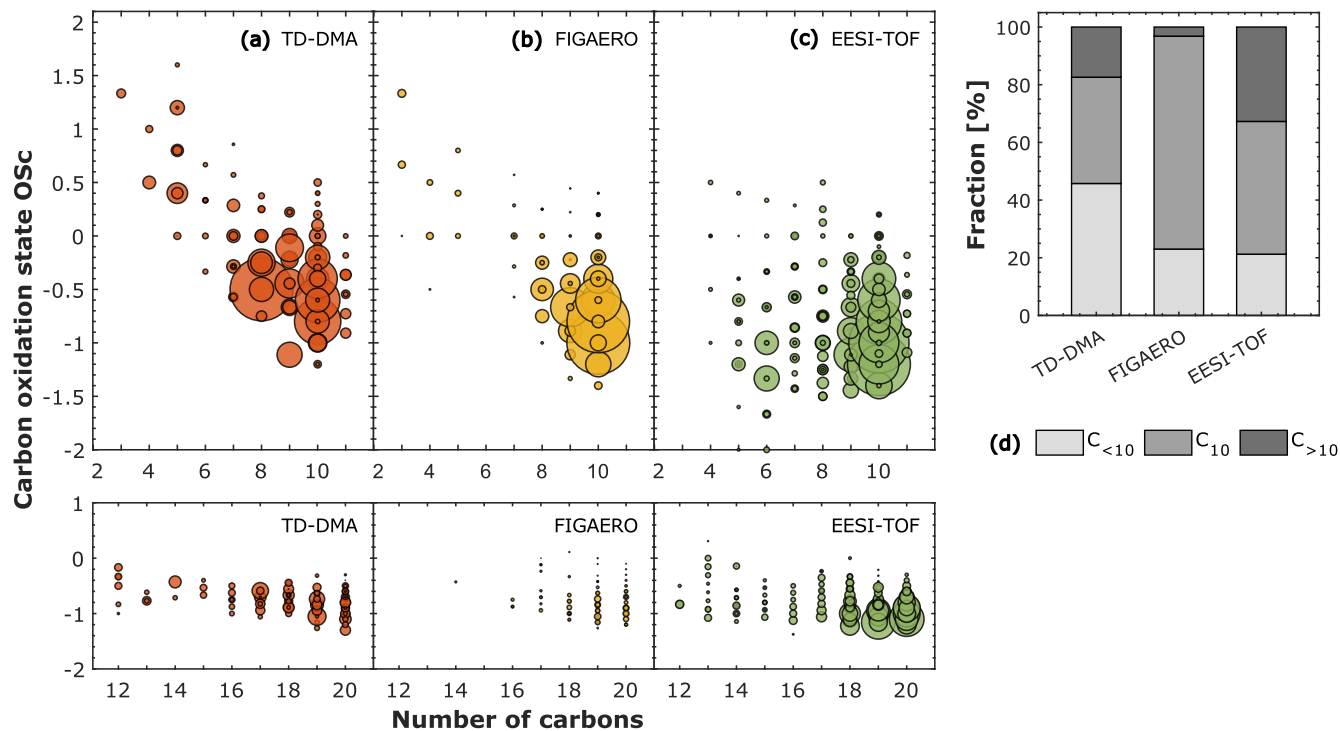 (a) TD-DMA
(b) FIGAERO
(c) EESI-TOF
Carbon oxidation state OSc
2
1.5
1
0.5
0
-0.5
-1
-1.5
-2
2 4 6 8 10
2 4 6 8 10
2 4 6 8 10
TD-DMA
FIGAERO
EESI-TOF
1
0
-1
-2
12 14 16 18 20
12 14 16 18 20
12 14 16 18 20
Number of carbons
Fraction [%]
100
80
60
40
20
0
TD-DMA
FIGAERO
EESI-TOF
(d) C<10 C10 C>10